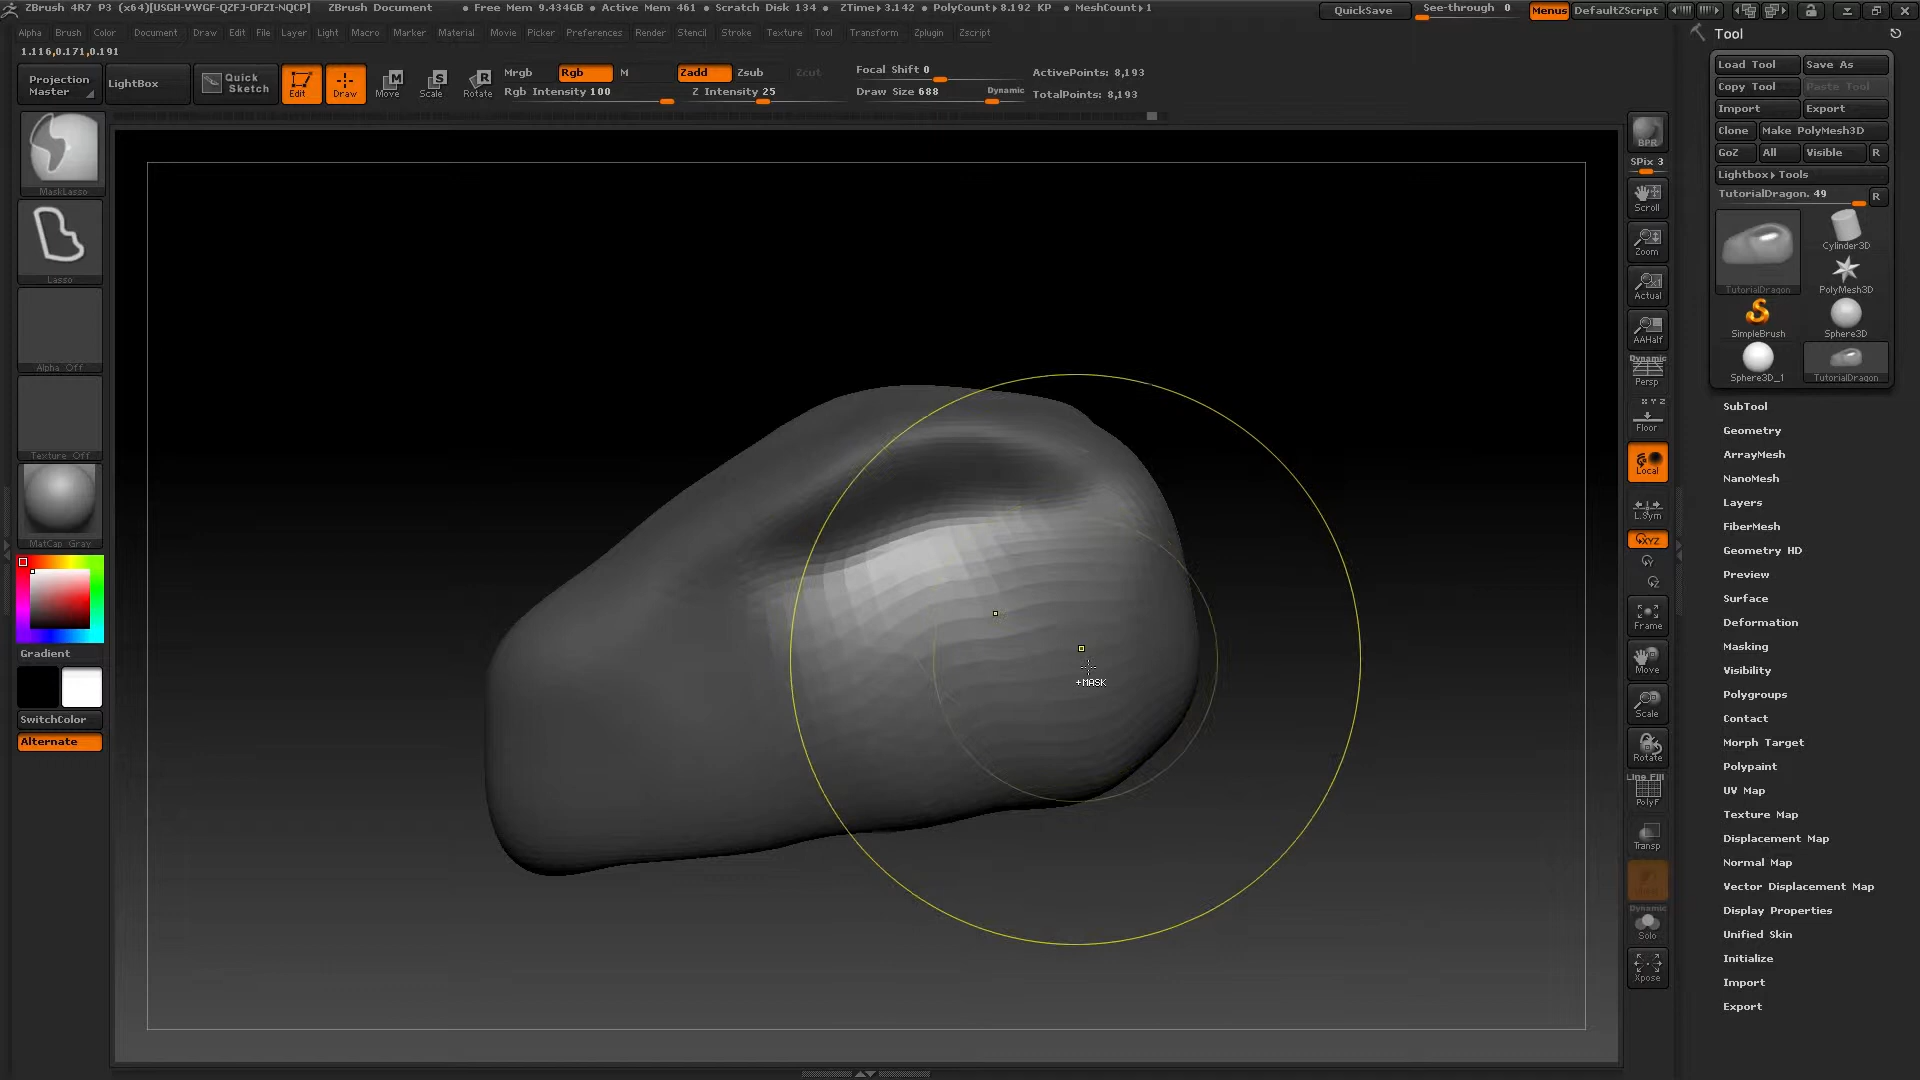 ZBrush 4R7 P3 (x64)[USGH-VWGF-QZFJ-OFZI-NQCP] ZBrush Document • Free Mem 9.434GB • Active Mem 461 • Scratch Disk 134 • ZTime▸3.142 • PolyCount▸8.192 KP • MeshCount▸1 QuickSave See-through 0 Menus DefaultZScript
Alpha Brush Color Document Draw Edit File Layer Light Macro Marker Material Movie Picker Preferences Render Stencil Stroke Texture Tool Transform Zplugin Zscript
1.116,0.171,0.191
Projection Master
LightBox
Quick Sketch
Edit
Draw
Move
Scale
Rotate
Mrgb Rgb M
Rgb Intensity 100
Zadd Zsub Zcut
Z Intensity 25
Focal Shift 0
Draw Size 688 Dynamic
ActivePoints: 8,193
TotalPoints: 8,193
MaskLasso
Lasso
Alpha Off
Texture Off
MatCap Gray
Gradient
SwitchColor
Alternate
+MASK
BPR
SPix 3
Scroll
Zoom
Actual
AAHalf
Dynamic
Persp
X Y Z
Floor
Local
L.Sym
XYZ
Y
Z
Frame
Move
Scale
Rotate
Line Fill
PolyF
Transp
Dynamic
Solo
Xpose
Tool
Load Tool Save As
Copy Tool Paste Tool
Import Export
Clone Make PolyMesh3D
GoZ All Visible R
Lightbox▸Tools
TutorialDragon. 49 R
TutorialDragon
Cylinder3D
PolyMesh3D
SimpleBrush
Sphere3D
Sphere3D_1
TutorialDragon
SubTool
Geometry
ArrayMesh
NanoMesh
Layers
FiberMesh
Geometry HD
Preview
Surface
Deformation
Masking
Visibility
Polygroups
Contact
Morph Target
Polypaint
UV Map
Texture Map
Displacement Map
Normal Map
Vector Displacement Map
Display Properties
Unified Skin
Initialize
Import
Export